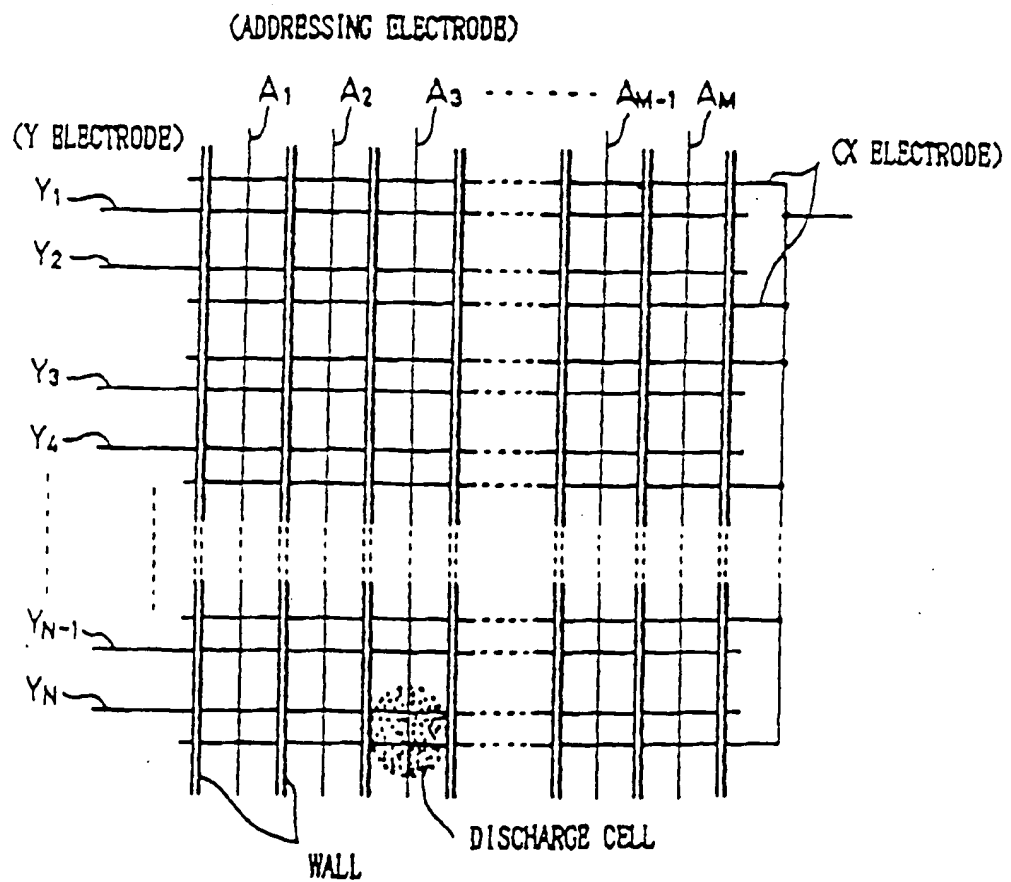 (ADDRESSING ELECTRODE)
A1 A2 A3 AM-1 AM
(Y ELECTRODE)
(X ELECTRODE)
Y1
Y2
Y3
Y4
YN-1
YN
DISCHARGE CELL
WALL